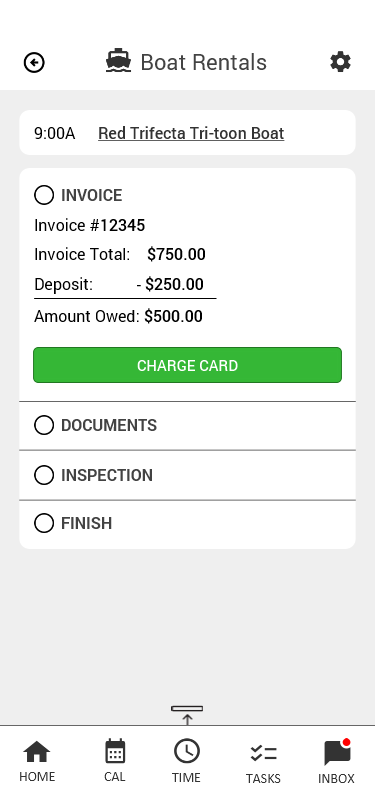 Boat Rentals
9:00A Red Trifecta Tri-toon Boat
INVOICE
Invoice #12345
Invoice Total: $750.00
Deposit: - $250.00
Amount Owed: $500.00
CHARGE CARD
DOCUMENTS
INSPECTION
FINISH
HOME CAL TIME TASKS INBOX